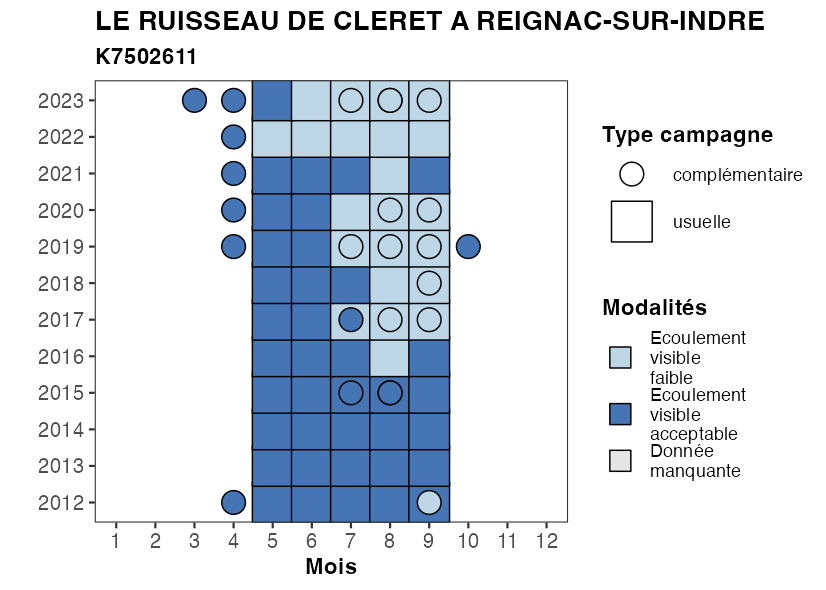 LE RUISSEAU DE CLERET A REIGNAC-SUR-INDRE
K7502611
2023
2022
2021
2020
2019
2018
2017
2016
2015
2014
2013
2012
1 2 3 4 5 6 7 8 9 10 11 12
Mois
Type campagne
complémentaire
usuelle
Modalités
Ecoulement
visible
faible
Ecoulement
visible
acceptable
Donnée
manquante